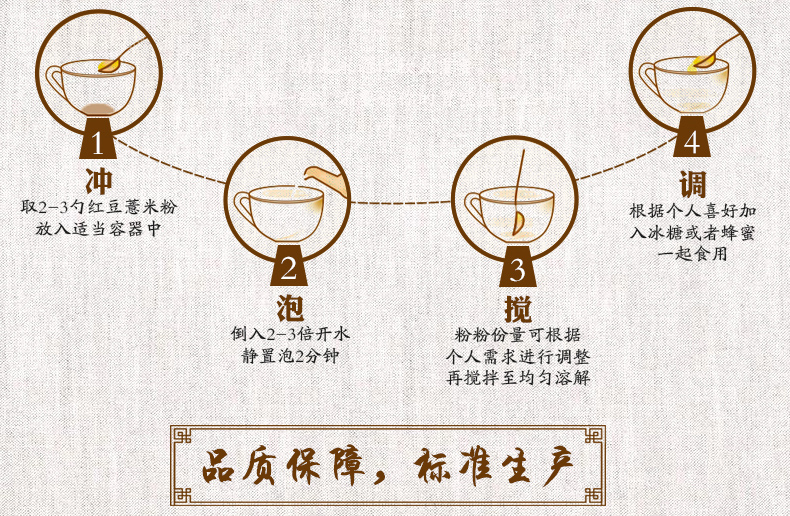 1
冲
取2-3勺红豆薏米粉
放入适当容器中
2
泡
倒入2-3倍开水
静置泡2分钟
3
搅
粉粉份量可根据
个人需求进行调整
再搅拌至均匀溶解
4
调
根据个人喜好加
入冰糖或者蜂蜜
一起食用
品质保障，标准生产